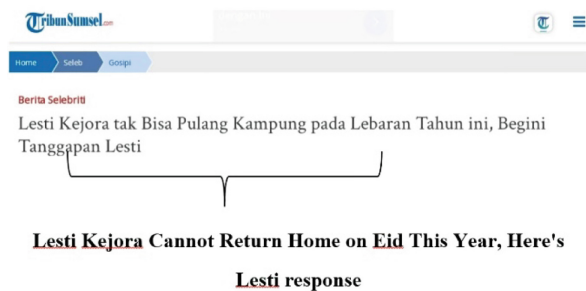 TribunSumsel.com
Home Seleb Gosipi
Berita Selebriti
Lesti Kejora tak Bisa Pulang Kampung pada Lebaran Tahun ini, Begini
Tanggapan Lesti
Lesti Kejora Cannot Return Home on Eid This Year, Here's
Lesti response